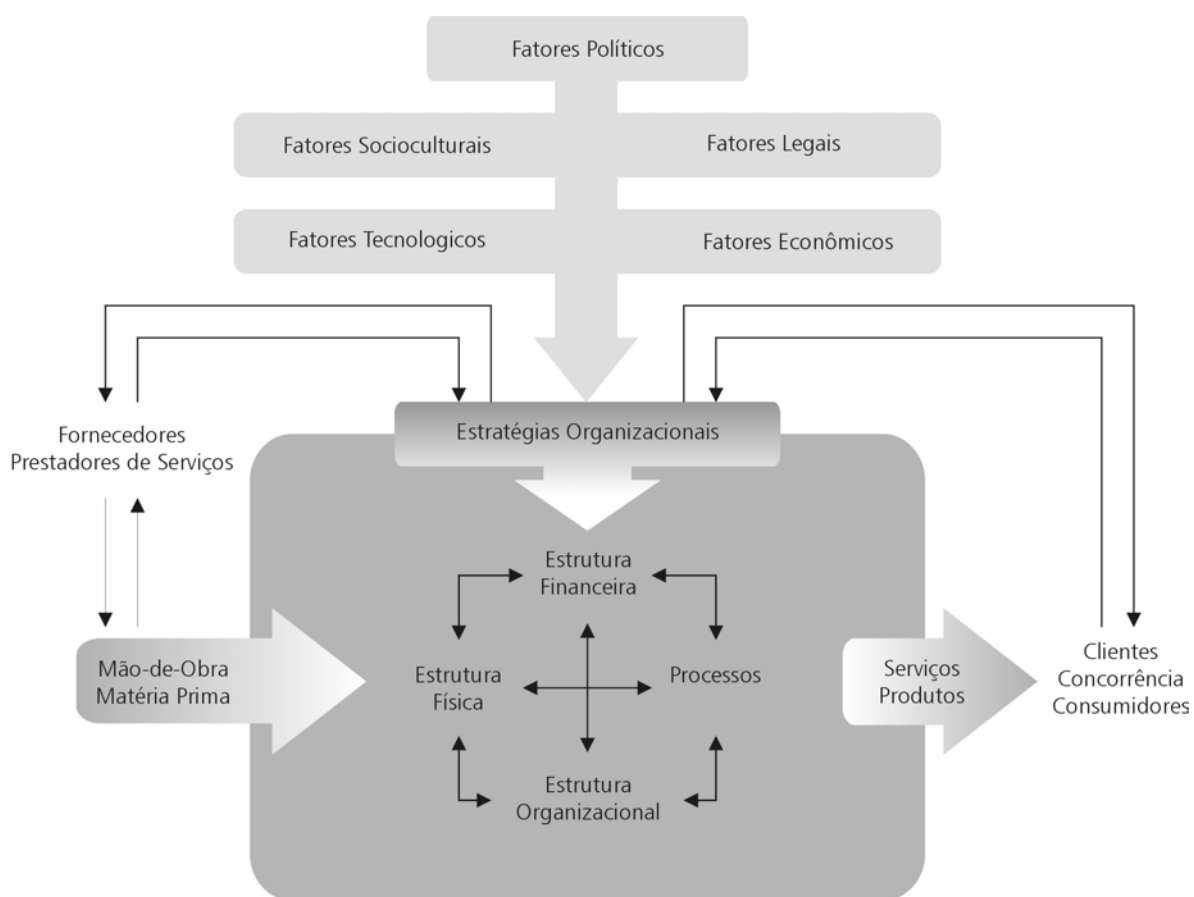 Fatores Políticos
Fatores Socioculturais
Fatores Legais
Fatores Tecnologicos
Fatores Econômicos
Estratégias Organizacionais
Fornecedores
Prestadores de Serviços
Estrutura
Financeira
Mão-de-Obra
Matéria Prima
Estrutura
Física
Processos
Serviços
Produtos
Clientes
Concorrência
Consumidores
Estrutura
Organizacional